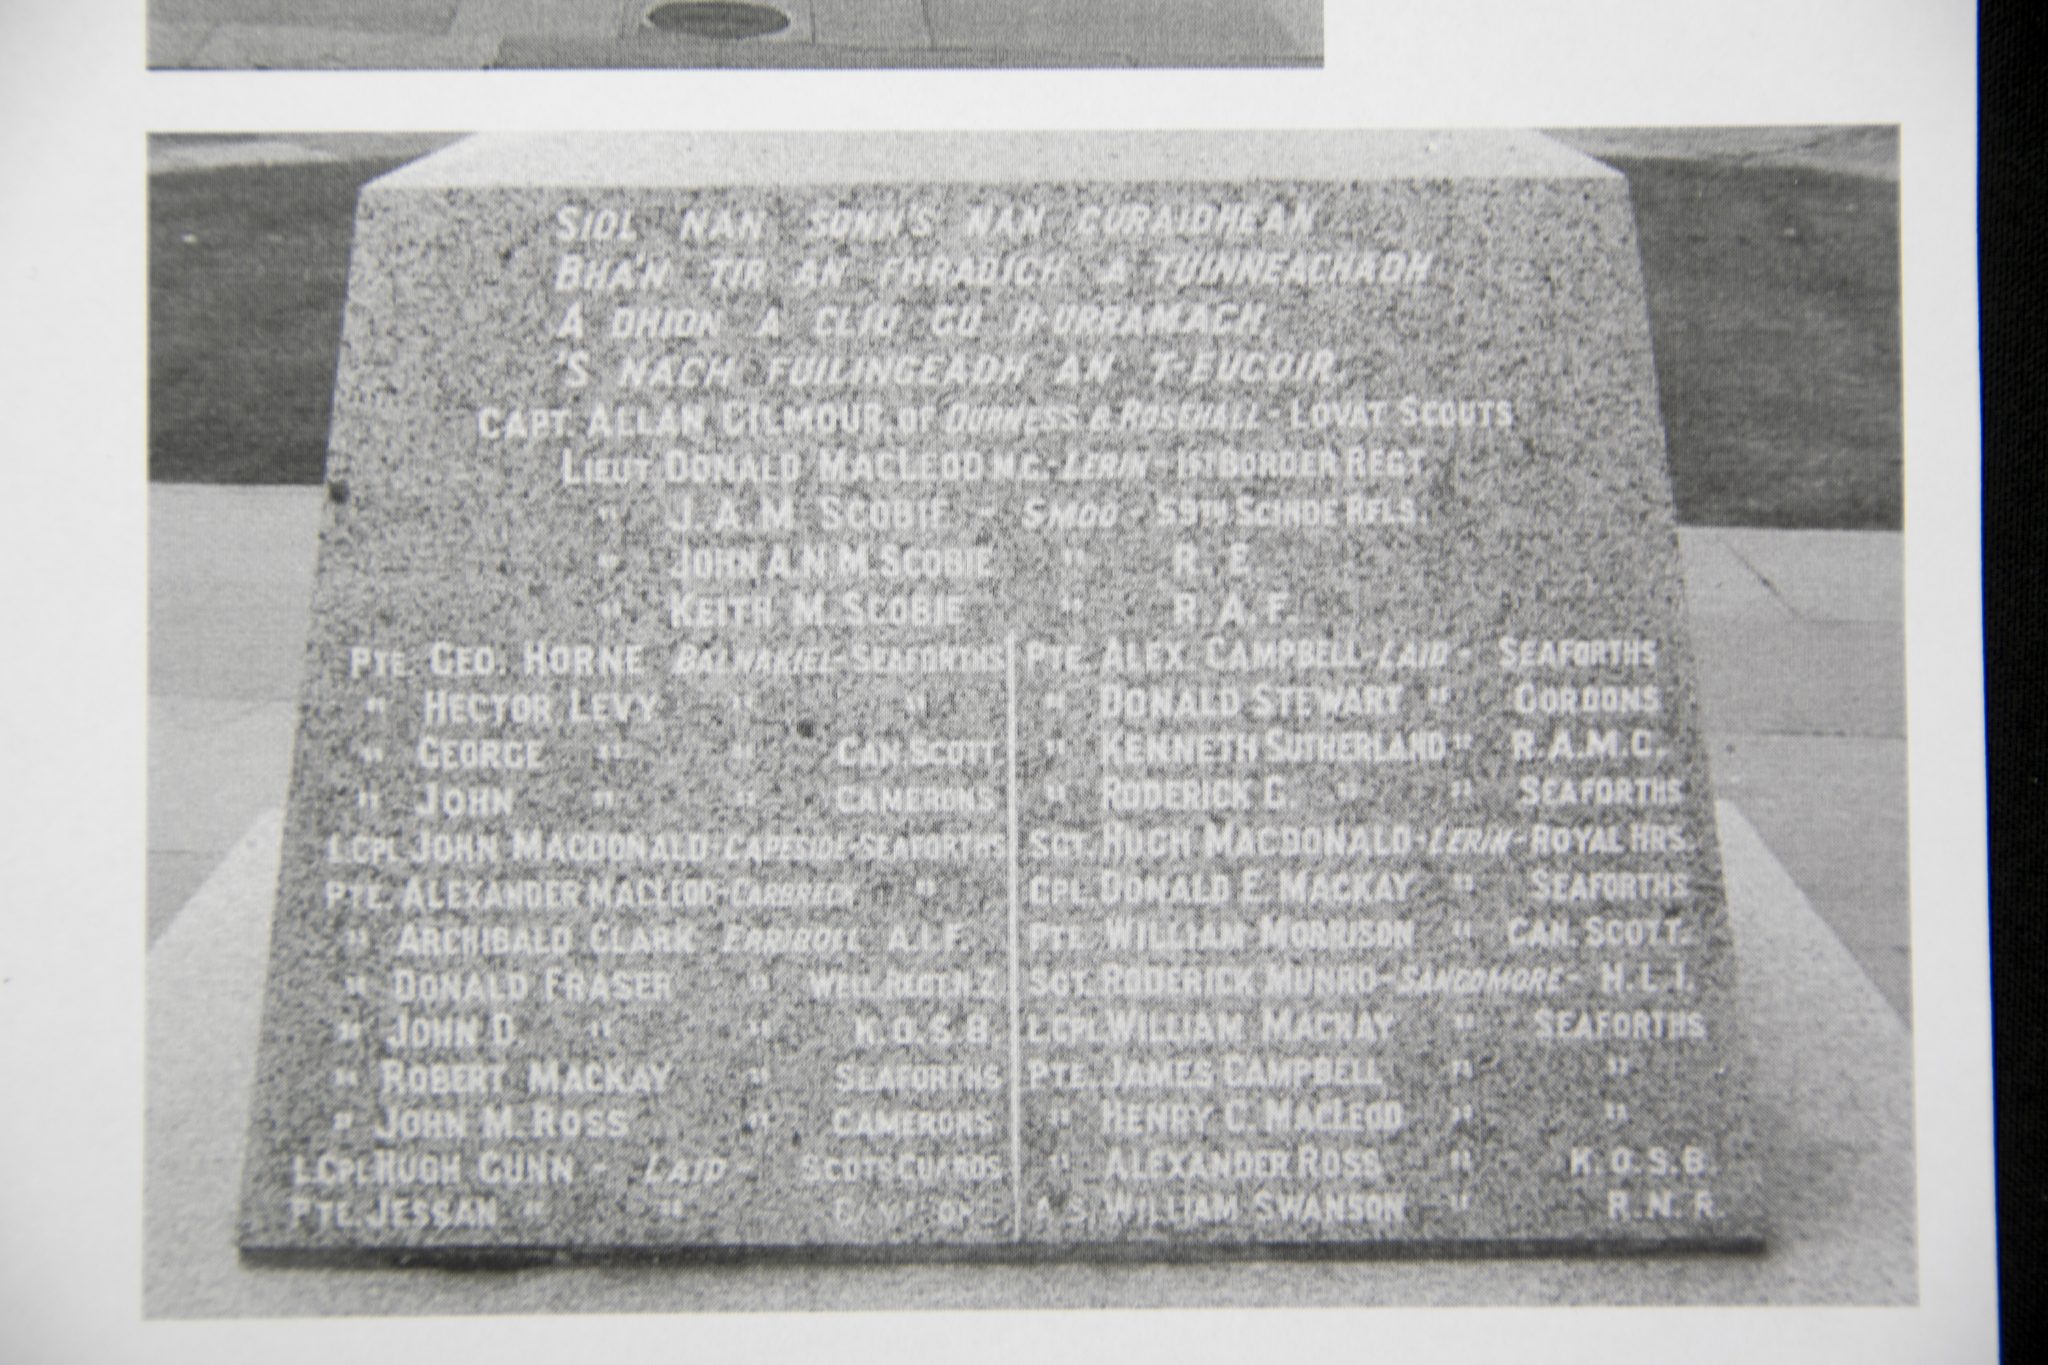 SIOL NAN SONN'S NAN CURAIDHEAN
BHA'N TIR AN FHRAOICH A TUINNEACHADH
A DHION A CLIU GU H-URRAMACH,
'S NACH FUILINGEADH AN T-EUCOIR.
CAPT. ALLAN GILMOUR, OF DURNESS & ROSEHALL - LOVAT SCOUTS
LIEUT DONALD MACLEOD M.C. - LERIN - 1ST BORDER REGT.
" J. A. M SCOBIE - SMOO - 59TH SCINDE RFLS.
" JOHN A.N M. SCOBIE " R. E.
" KEITH M. SCOBIE " R. A. F.
PTE. GEO. HORNE BALNAKIEL - SEAFORTHS
" HECTOR LEVY " "
" GEORGE " " CAN. SCOTT
" JOHN " " CAMERONS
L.CPL. JOHN MACDONALD - CAPESIDE - SEAFORTHS
PTE. ALEXANDER MACLEOD - CARBRECK "
" ARCHIBALD CLARK ERRIBOLL A.I.F.
" DONALD FRASER " WELL. REGT. N.Z.
" JOHN D. " " K.O.S.B.
" ROBERT MACKAY " SEAFORTHS
" JOHN M. ROSS " CAMERONS
L.CPL HUGH GUNN - LAID - SCOTS GUARDS
PTE. JESSAN " "
PTE. ALEX. CAMPBELL - LAID - SEAFORTHS
" DONALD STEWART " GORDONS
" KENNETH SUTHERLAND " R.A.M.C.
" RODERICK G. " " SEAFORTHS
SGT. HUGH MACDONALD - LERIN - ROYAL HRS.
CPL. DONALD E. MACKAY " SEAFORTHS
PTE. WILLIAM MORRISON " CAN. SCOTT.
SGT. RODERICK MUNRO - SANGOMORE - H.L.I.
L.CPL WILLIAM MACKAY " SEAFORTHS
PTE. JAMES CAMPBELL " "
" HENRY C. MACLEOD " "
" ALEXANDER ROSS " K.O.S.B.
A.S. WILLIAM SWANSON - " R.N.R.